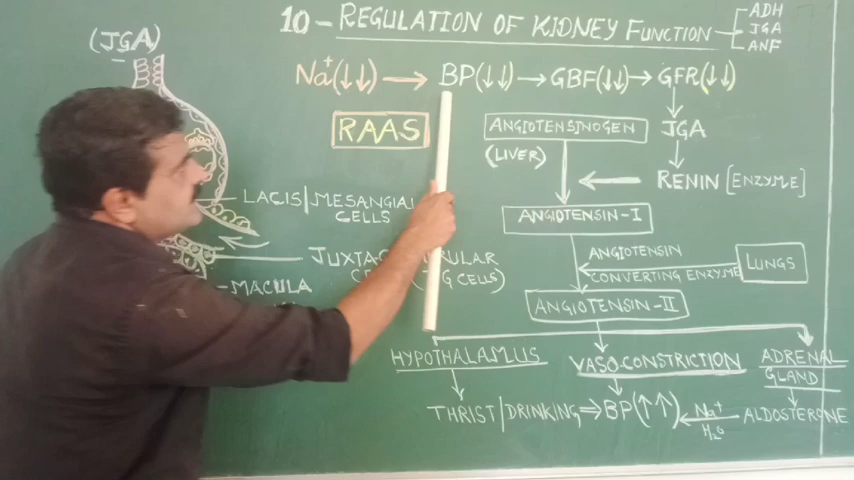 10 - REGULATION OF KIDNEY FUNCTION
ADH
JGA
ANF
(JGA)
Na⁺(↓↓) → BP(↓↓) → GBF(↓↓) → GFR(↓↓)
RAAS
ANGIOTENSINOGEN
(LIVER)
JGA
RENIN [ENZYME]
LACIS/MESANGIAL
CELLS
ANGIOTENSIN-I
ANGIOTENSIN
CONVERTING ENZYME
LUNGS
ANGIOTENSIN-II
MACULA
HYPOTHALAMUS
VASO-CONSTRICTION
ADRENAL
GLAND
THRIST/DRINKING ⇒ BP(↑↑)
Na⁺
H₂O
ALDOSTERONE